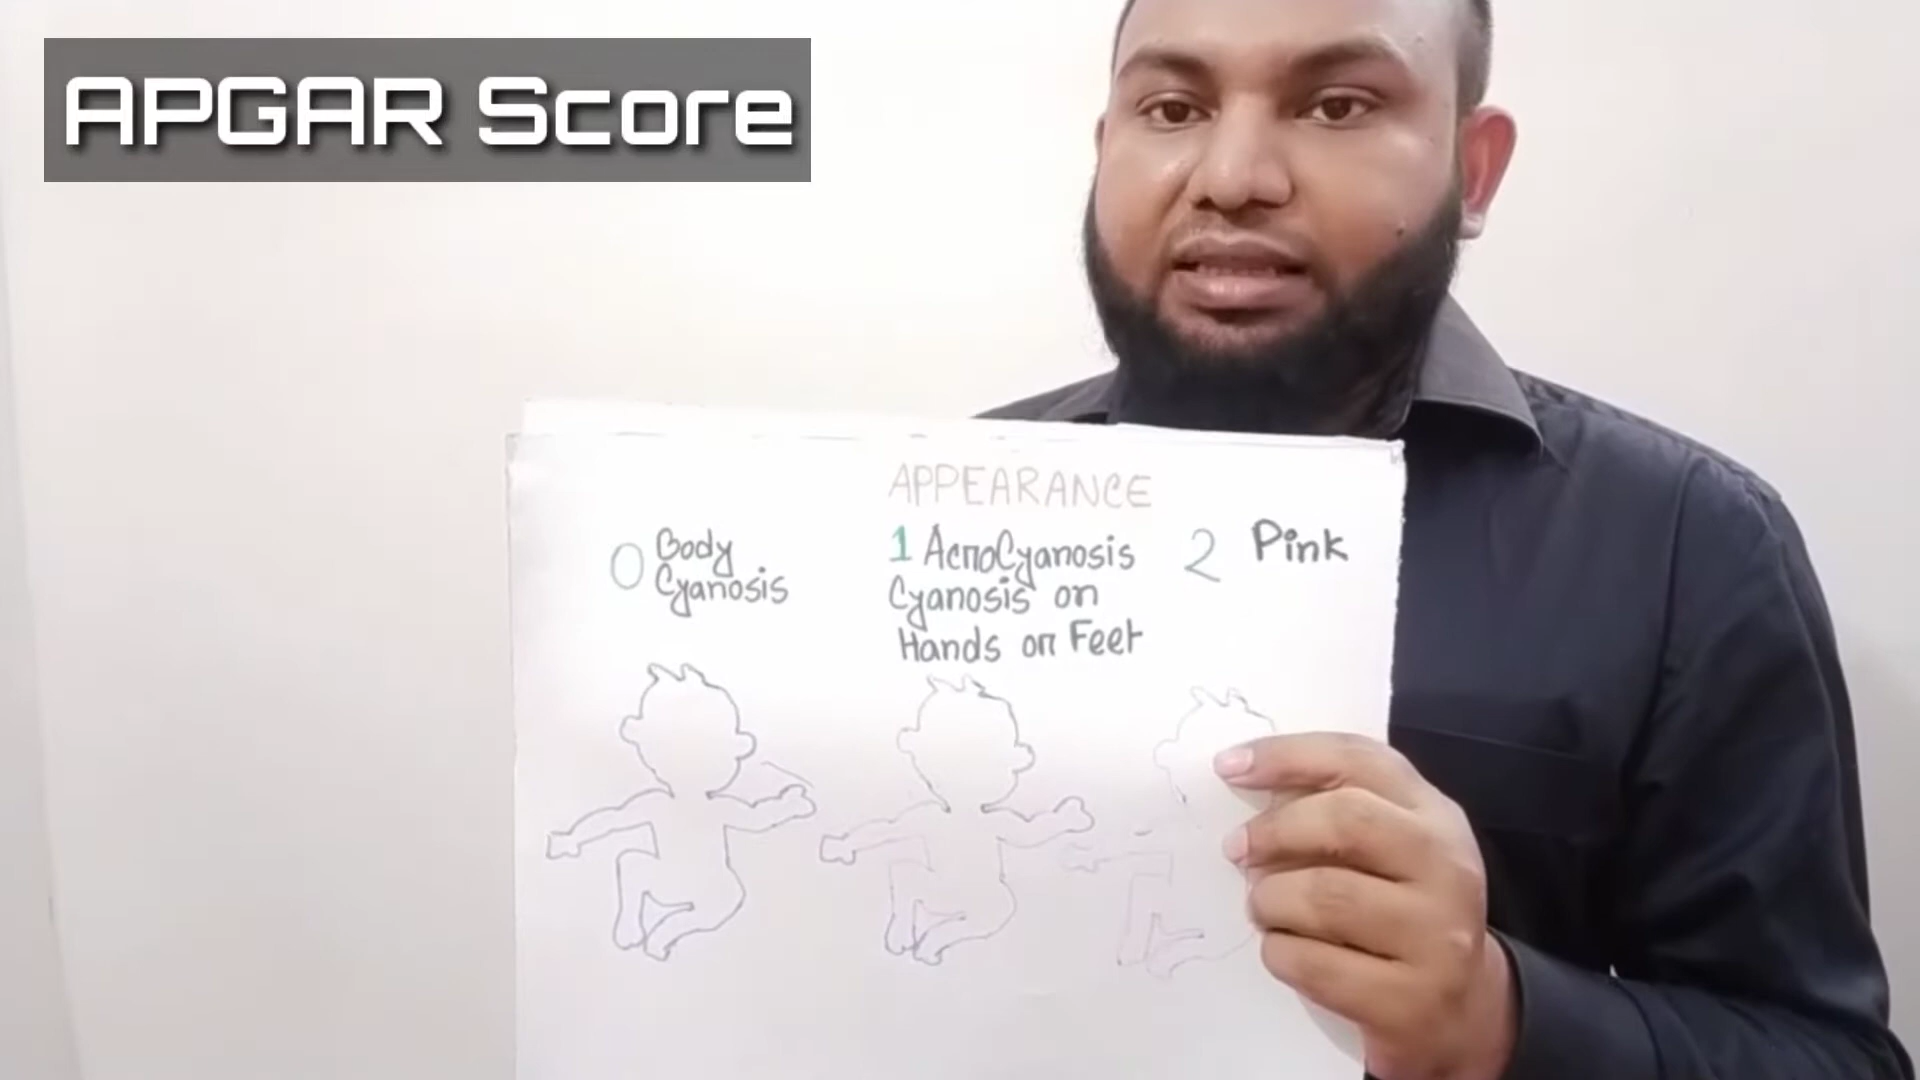 APGAR Score
APPEARANCE
0 Body
Cyanosis
1 AcroCyanosis
Cyanosis on
Hands or Feet
2 Pink